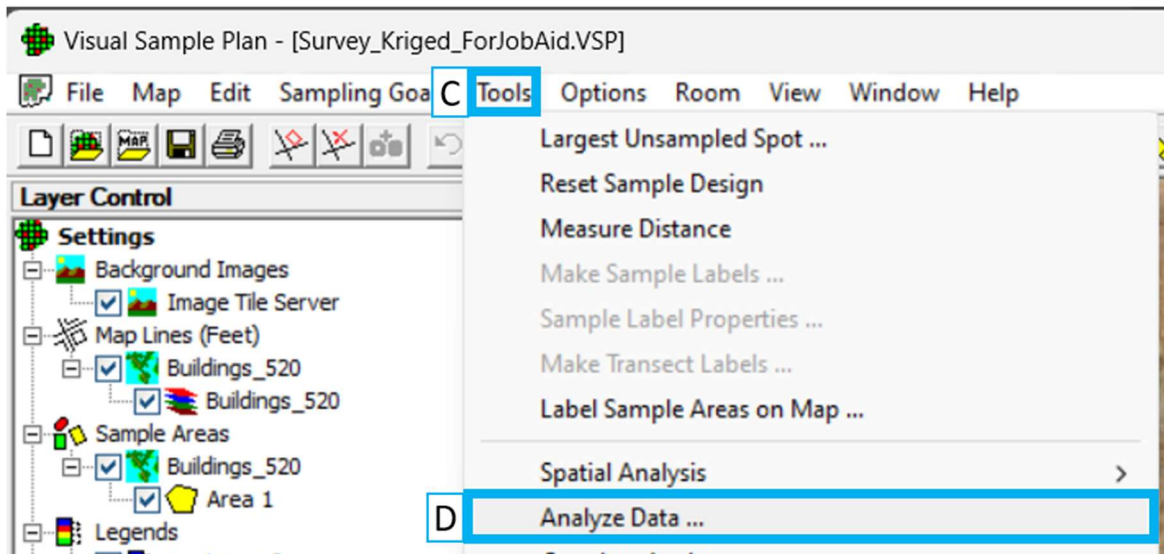 Visual Sample Plan - [Survey_Kriged_ForJobAid.VSP]
File Map Edit Sampling Goa C Tools Options Room View Window Help
MAP
Layer Control
Settings
Background Images
Image Tile Server
Map Lines (Feet)
Buildings_520
Buildings_520
Sample Areas
Buildings_520
Area 1
Legends
Largest Unsampled Spot ...
Reset Sample Design
Measure Distance
Make Sample Labels ...
Sample Label Properties ...
Make Transect Labels ...
Label Sample Areas on Map ...
Spatial Analysis
D Analyze Data ...